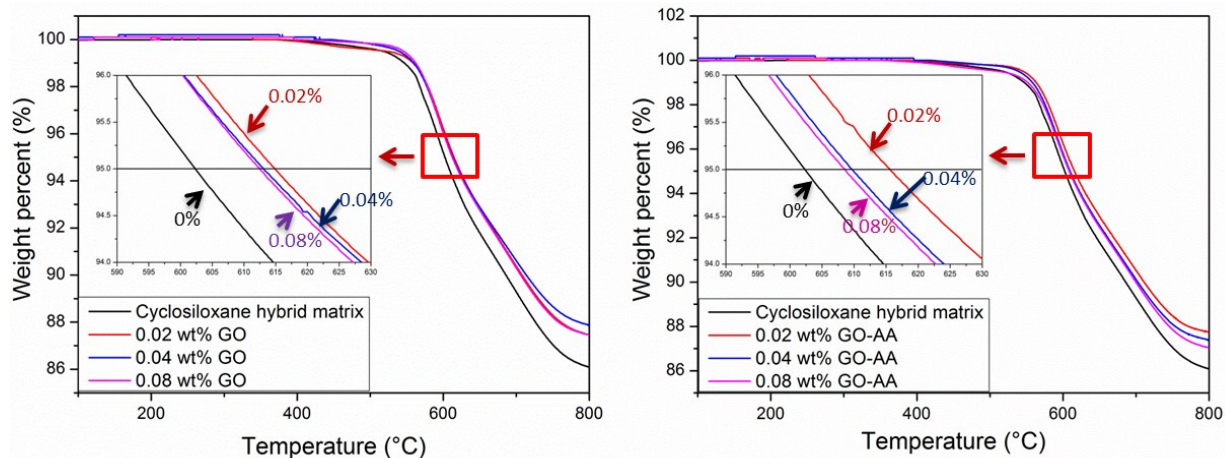 100
98
96
94
92
90
88
86
Weight percent (%)
96.0
95.5
95.0
94.5
94.0
590 595 600 605 610 615 620 625 630
0.02%
0.04%
0.08%
0%
Cyclosiloxane hybrid matrix
0.02 wt% GO
0.04 wt% GO
0.08 wt% GO
200 400 600 800
Temperature (°C)
102
100
98
96
94
92
90
88
86
Weight percent (%)
96.0
95.5
95.0
94.5
94.0
590 595 600 605 610 615 620 625 630
0.02%
0.04%
0.08%
0%
Cyclosiloxane hybrid matrix
0.02 wt% GO-AA
0.04 wt% GO-AA
0.08 wt% GO-AA
200 400 600 800
Temperature (°C)